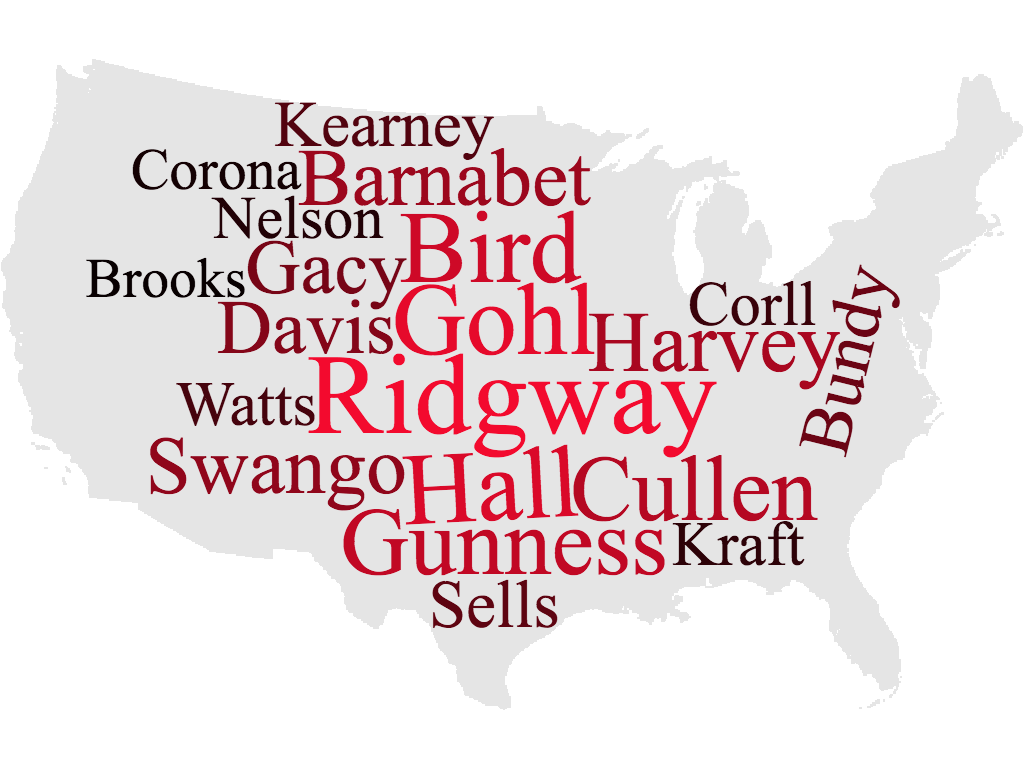 Kearney
Corona
Barnabet
Nelson
Bird
Brooks
Gacy
Corll
Bundy
Davis
Gohl
Harvey
Watts
Ridgway
Swango
Hall
Cullen
Gunness
Kraft
Sells